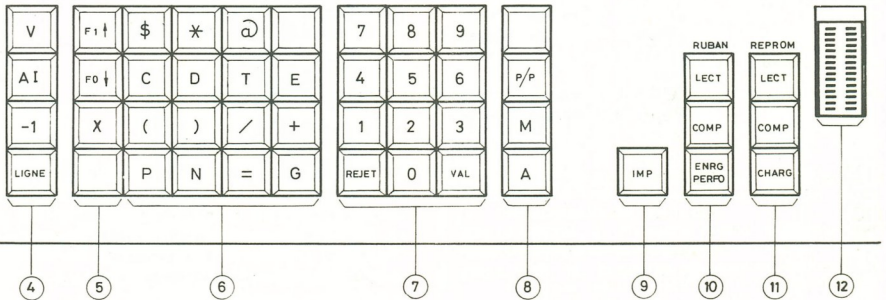 V F1↑ $ * @ 7 8 9
RUBAN REPROM
AI F0↓ C D T E 4 5 6 P/P LECT LECT
-1 X ( ) / + 1 2 3 M COMP COMP
LIGNE P N = G REJET 0 VAL A IMP ENRG PERFO CHARG
4 5 6 7 8 9 10 11 12